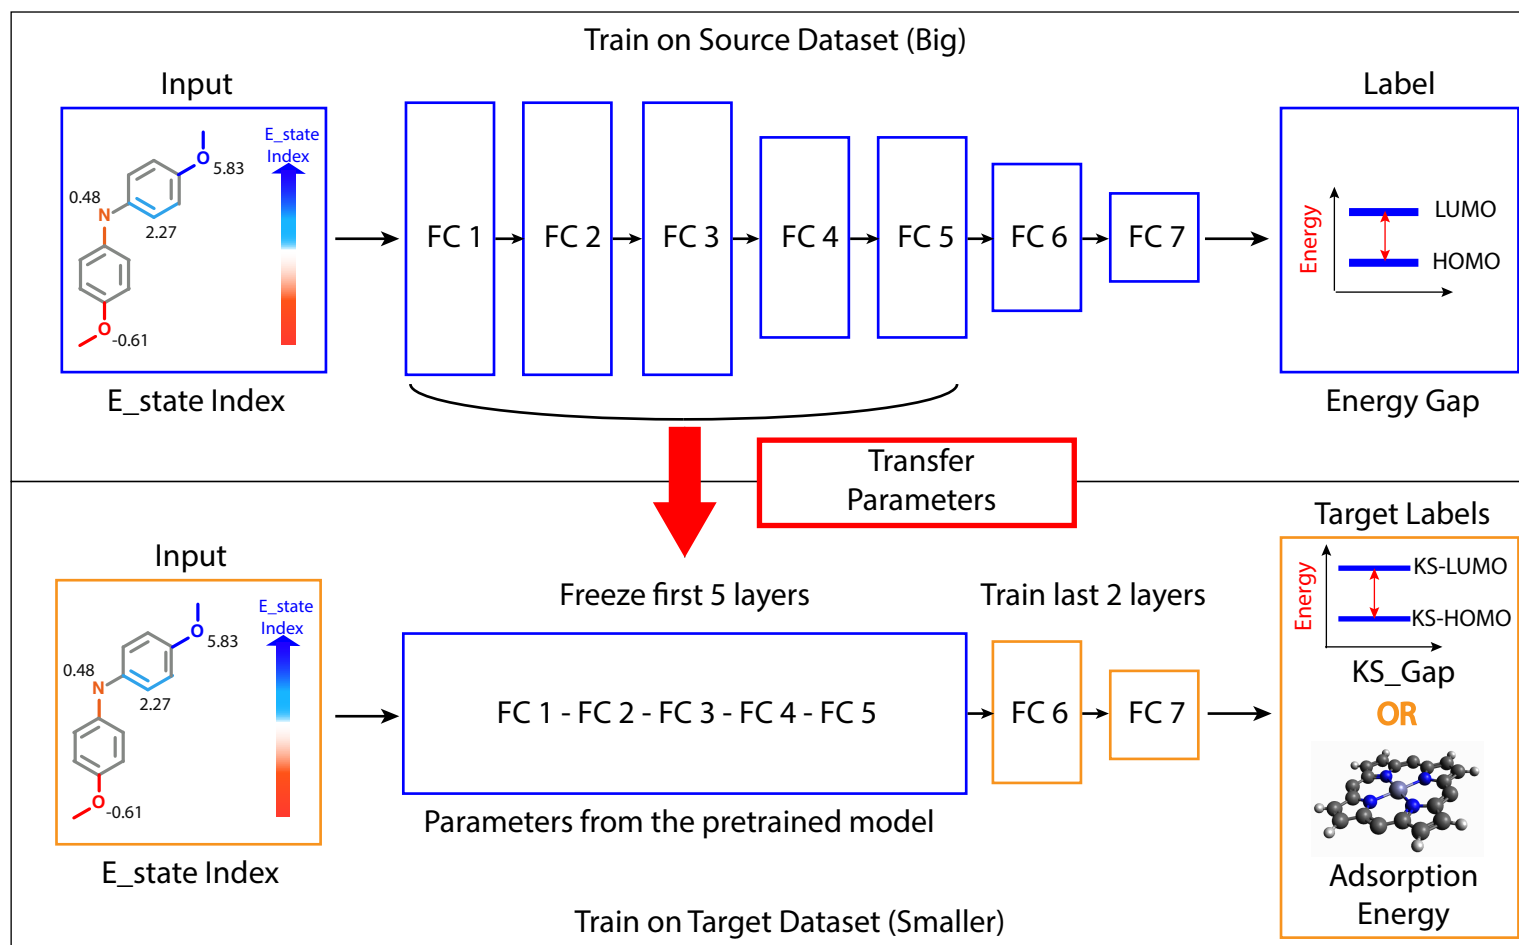 Train on Source Dataset (Big)
Input
Label
E_state
Index
O
5.83
0.48
N
2.27
O
-0.61
E_state Index
FC 1
FC 2
FC 3
FC 4
FC 5
FC 6
FC 7
Energy
LUMO
HOMO
Energy Gap
Transfer
Parameters
Target Labels
Input
E_state
Index
O
5.83
0.48
N
2.27
O
-0.61
E_state Index
Freeze first 5 layers
Train last 2 layers
FC 1 - FC 2 - FC 3 - FC 4 - FC 5
FC 6
FC 7
Parameters from the pretrained model
Energy
KS-LUMO
KS-HOMO
KS_Gap
OR
Adsorption
Energy
Train on Target Dataset (Smaller)